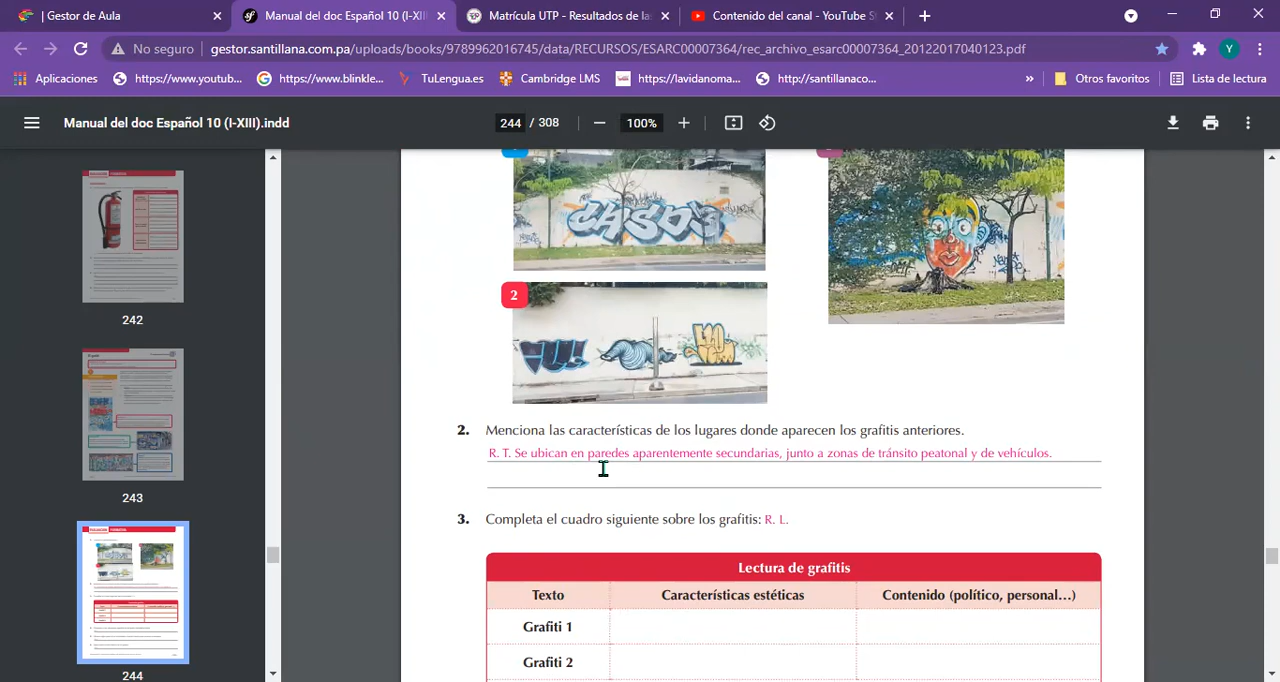 Gestor de Aula
Manual del doc Español 10 (I-XII
Matrícula UTP - Resultados de las
Contenido del canal - YouTube S
No seguro
gestor.santillana.com.pa/uploads/books/9789962016745/data/RECURSOS/ESARC00007364/rec_archivo_esarc00007364_20122017040123.pdf
Y
Aplicaciones
https://www.youtub...
https://www.blinkle...
TuLengua.es
Cambridge LMS
https://lavidanoma...
http://santillanaco...
»
Otros favoritos
Lista de lectura
Manual del doc Español 10 (I-XIII).indd
244 / 308
100%
242
243
244
2
2. Menciona las características de los lugares donde aparecen los grafitis anteriores.
R. T. Se ubican en paredes aparentemente secundarias, junto a zonas de tránsito peatonal y de vehículos.
3. Completa el cuadro siguiente sobre los grafitis: R. L.
Lectura de grafitis
Texto Características estéticas Contenido (político, personal...)
Grafiti 1
Grafiti 2